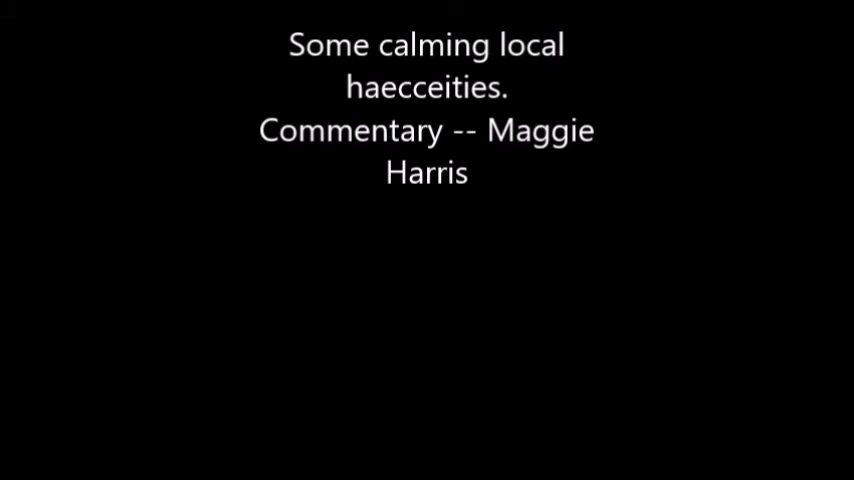 Some calming local
haecceities.
Commentary -- Maggie
Harris